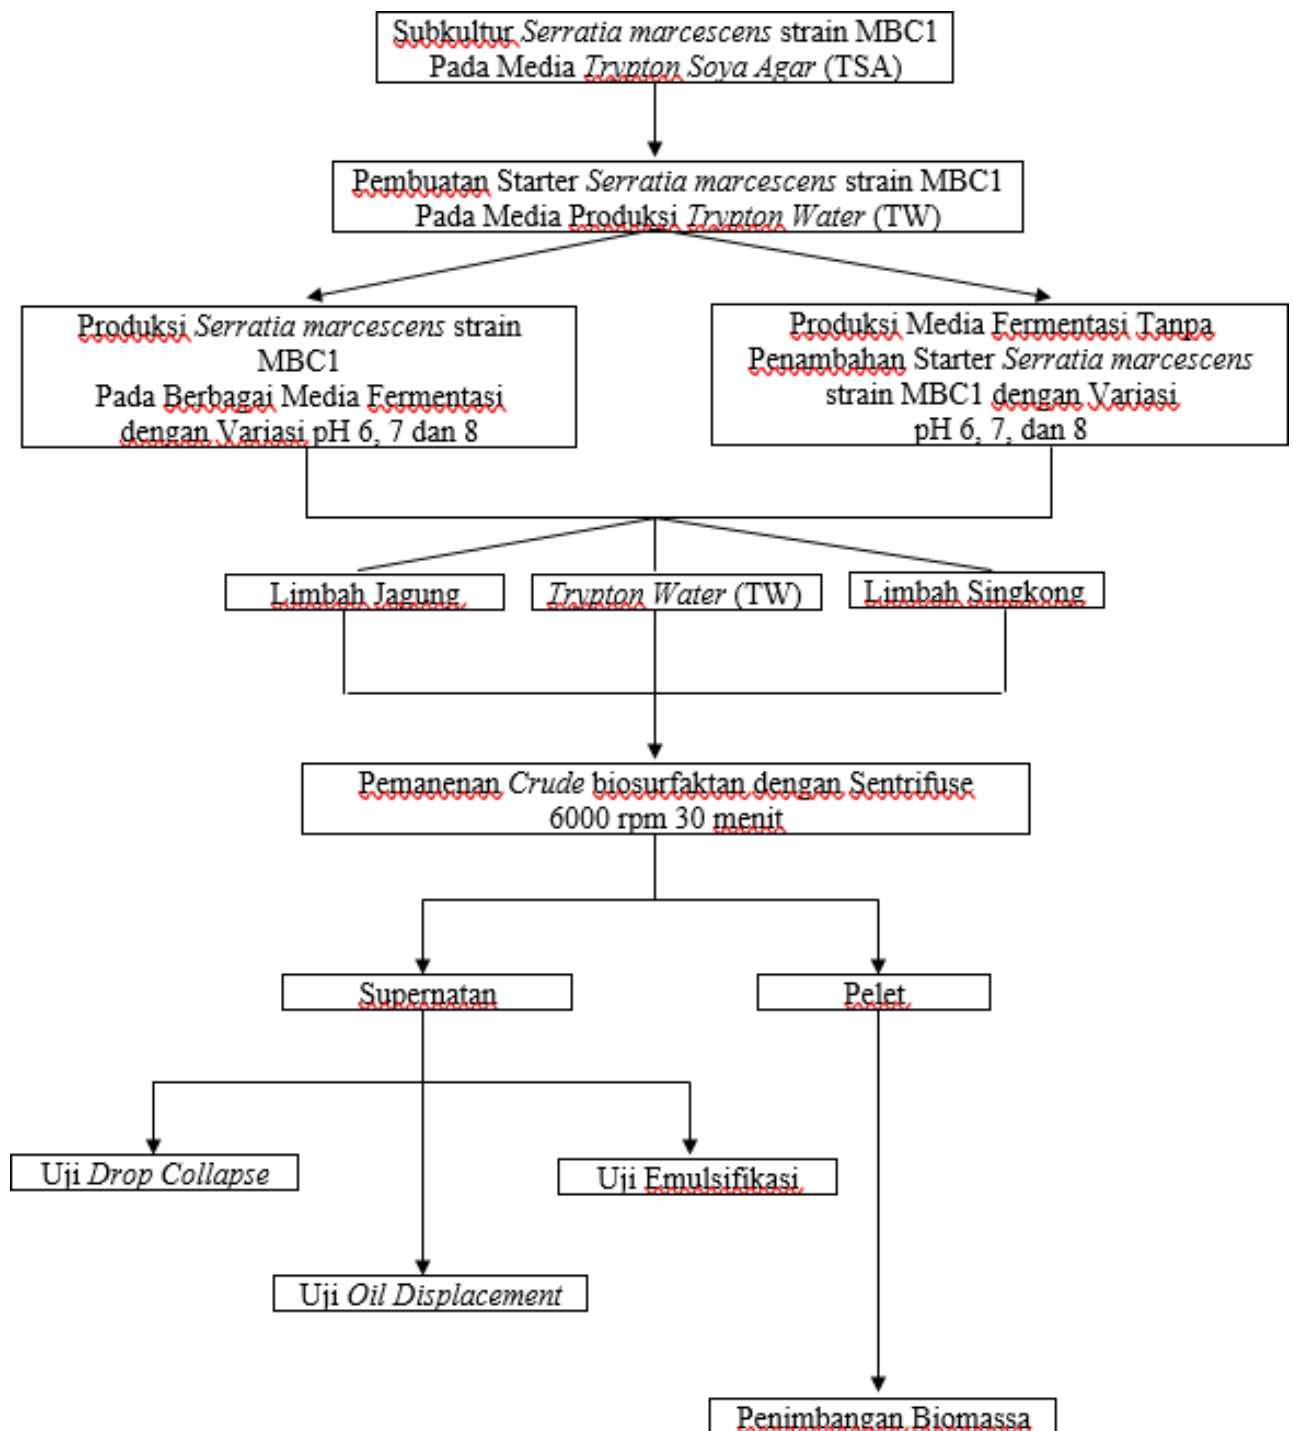 Subkultur Serratia marcescens strain MBC1
Pada Media Trypton Soya Agar (TSA)
Pembuatan Starter Serratia marcescens strain MBC1
Pada Media Produksi Trypton Water (TW)
Produksi Serratia marcescens strain
MBC1
Pada Berbagai Media Fermentasi
dengan Variasi pH 6, 7 dan 8
Produksi Media Fermentasi Tanpa
Penambahan Starter Serratia marcescens
strain MBC1 dengan Variasi
pH 6, 7, dan 8
Limbah Jagung
Trypton Water (TW)
Limbah Singkong
Pemanenan Crude biosurfaktan dengan Sentrifuse
6000 rpm 30 menit
Supernatan
Pelet
Uji Drop Collapse
Uji Emulsifikasi
Uji Oil Displacement
Penimbangan Biomassa